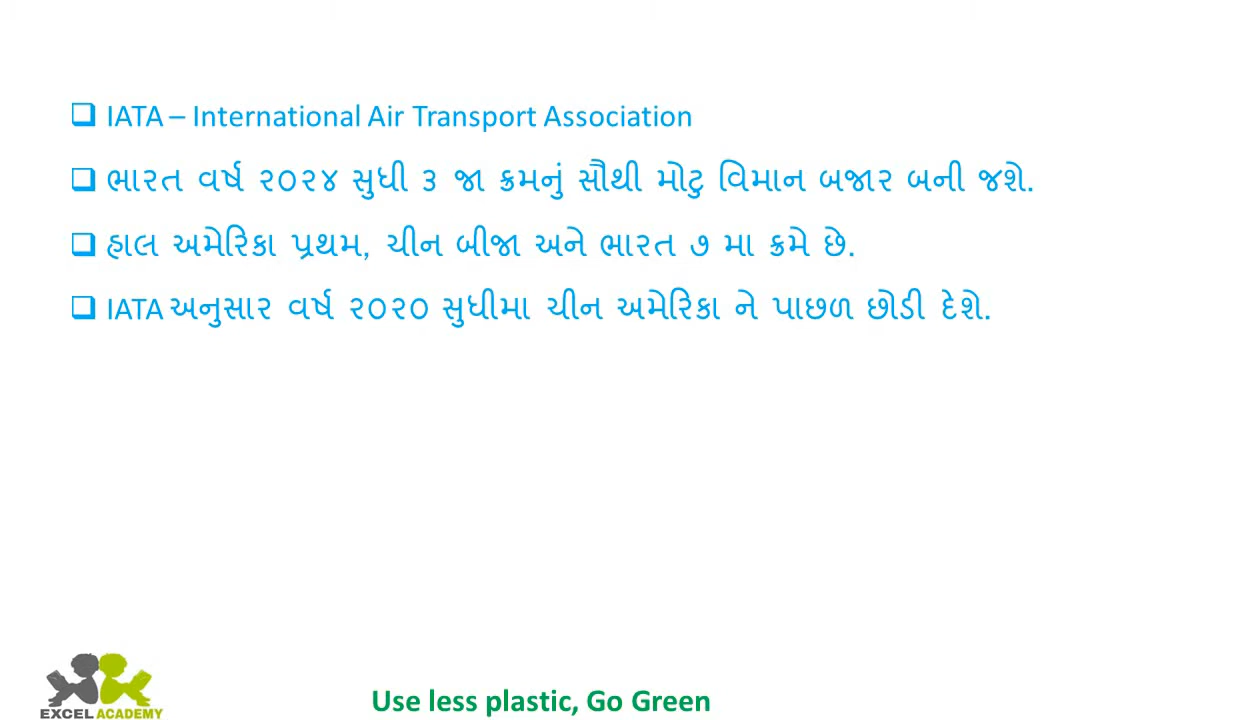 ❑ IATA – International Air Transport Association
❑ ભારત વર્ષ ૨૦૨૪ સુધી ૩ જા ક્રમનું સૌથી મોટુ વિમાન બજાર બની જશે.
❑ હાલ અમેરિકા પ્રથમ, ચીન બીજા અને ભારત ૭ મા ક્રમે છે.
❑ IATA અનુસાર વર્ષ ૨૦૨૦ સુધીમા ચીન અમેરિકા ને પાછળ છોડી દેશે.
EXCEL ACADEMY
Use less plastic, Go Green